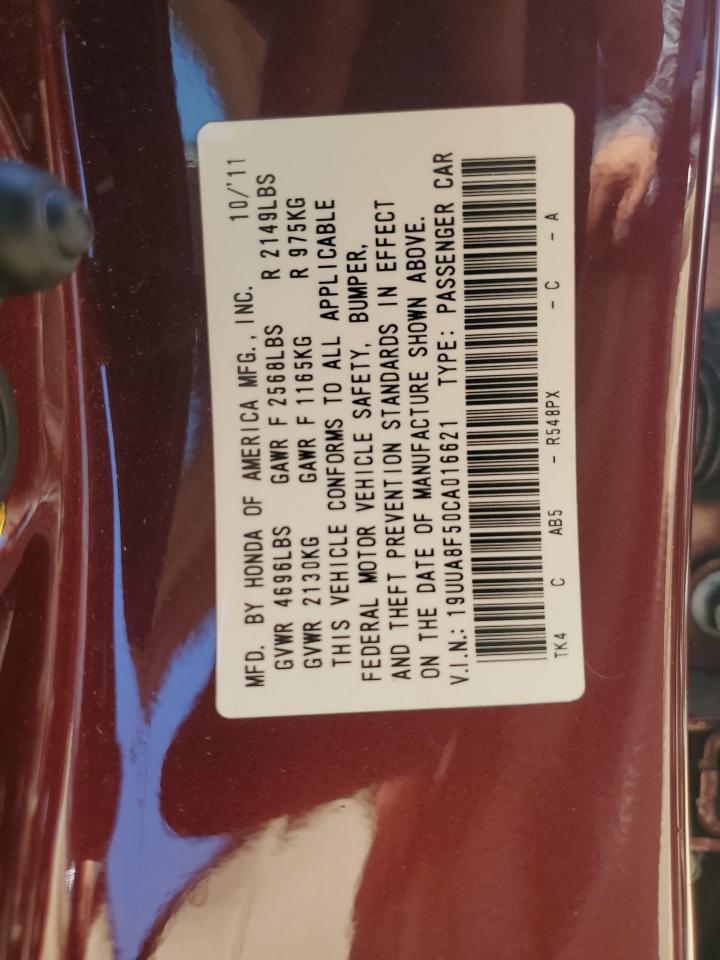 MFD. BY HONDA OF AMERICA MFG., INC. 10/'11
GVWR 4696LBS GAWR F 2568LBS R 2149LBS
GVWR 2130KG GAWR F 1165KG R 975KG
THIS VEHICLE CONFORMS TO ALL APPLICABLE
FEDERAL MOTOR VEHICLE SAFETY, BUMPER,
AND THEFT PREVENTION STANDARDS IN EFFECT
ON THE DATE OF MANUFACTURE SHOWN ABOVE.
V.I.N.: 19UUA8F50CA016621 TYPE: PASSENGER CAR
TK4 C AB5 - R548PX - C - A